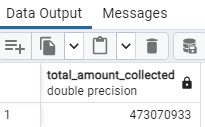 Data Output Messages
total_amount_collected
double precision
1 473070933